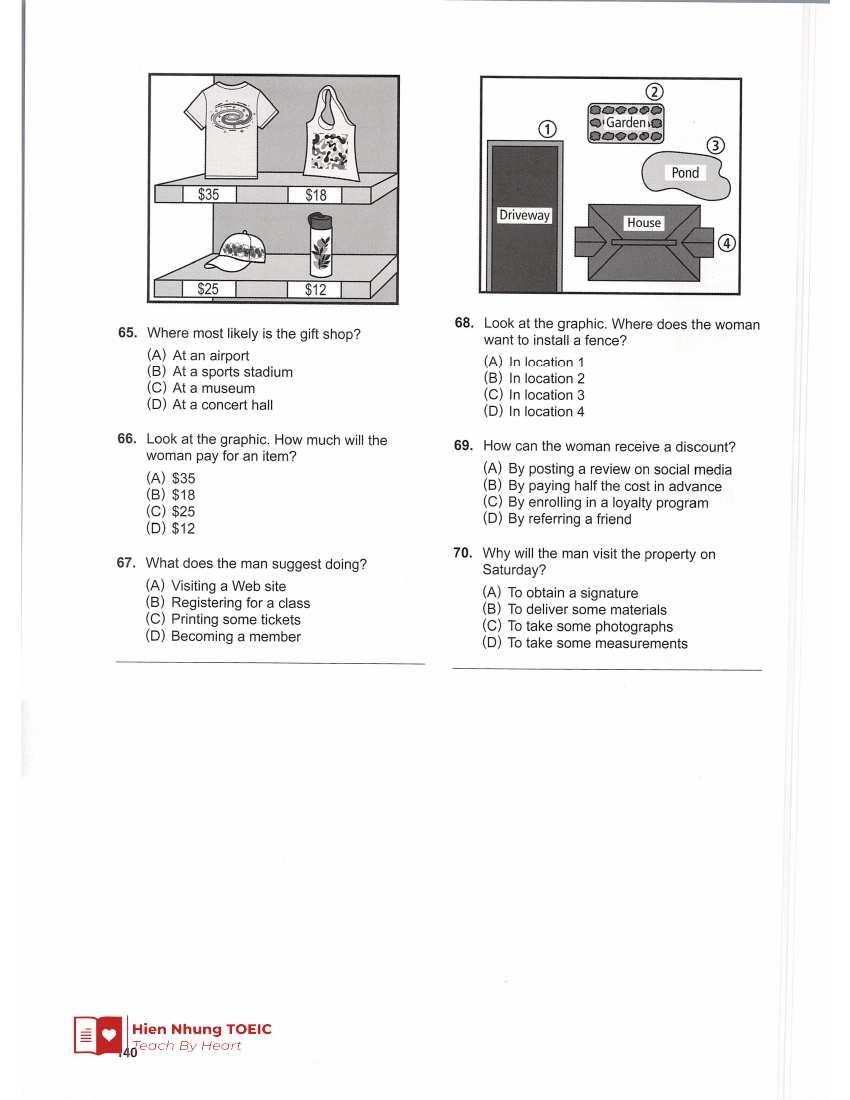 $35
$18
$25
$12
65. Where most likely is the gift shop?
(A) At an airport
(B) At a sports stadium
(C) At a museum
(D) At a concert hall
66. Look at the graphic. How much will the
woman pay for an item?
(A) $35
(B) $18
(C) $25
(D) $12
67. What does the man suggest doing?
(A) Visiting a Web site
(B) Registering for a class
(C) Printing some tickets
(D) Becoming a member
1
2
Garden
3
Pond
Driveway
House
4
68. Look at the graphic. Where does the woman
want to install a fence?
(A) In location 1
(B) In location 2
(C) In location 3
(D) In location 4
69. How can the woman receive a discount?
(A) By posting a review on social media
(B) By paying half the cost in advance
(C) By enrolling in a loyalty program
(D) By referring a friend
70. Why will the man visit the property on
Saturday?
(A) To obtain a signature
(B) To deliver some materials
(C) To take some photographs
(D) To take some measurements
Hien Nhung TOEIC
Teach By Heart
140